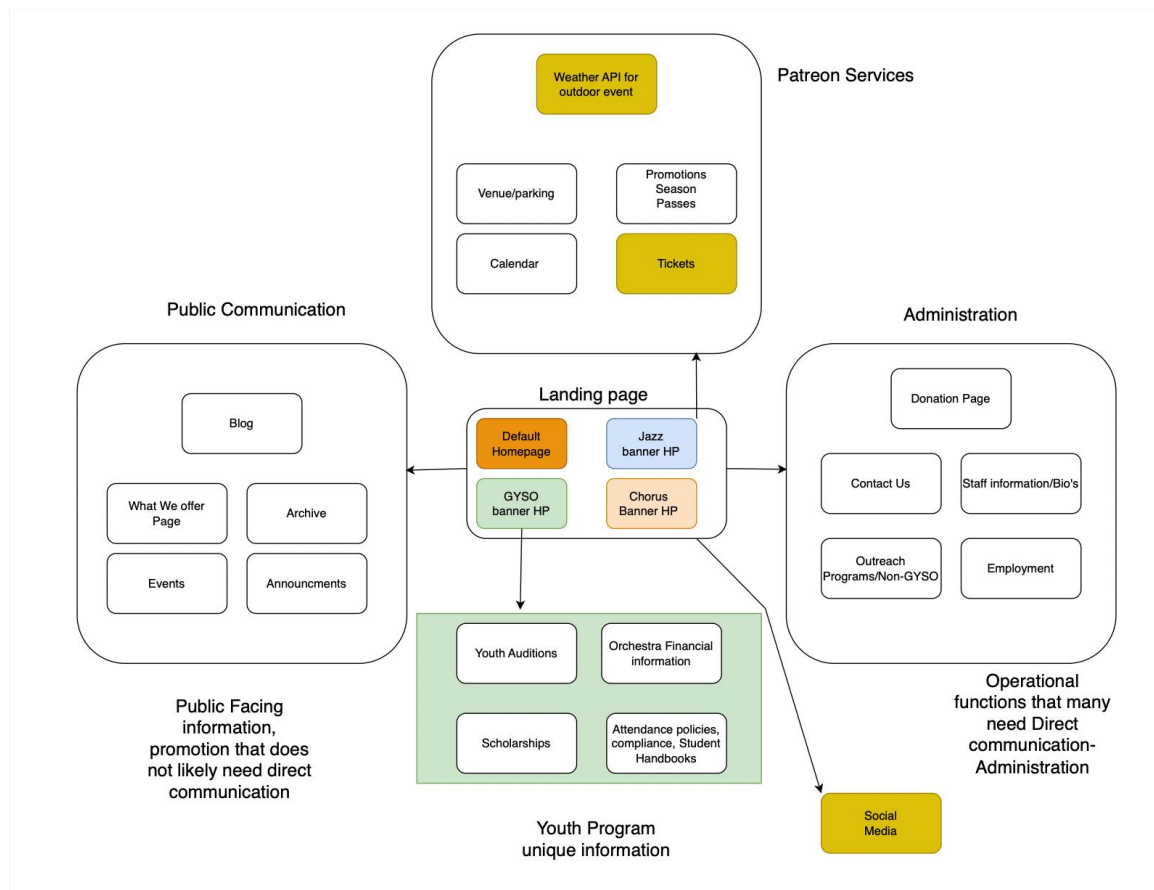 Patreon Services
Weather API for
outdoor event
Venue/parking
Promotions
Season
Passes
Calendar
Tickets
Public Communication
Blog
What We offer
Page
Archive
Events
Announcments
Public Facing
information,
promotion that does
not likely need direct
communication
Landing page
Default
Homepage
Jazz
banner HP
GYSO
banner HP
Chorus
Banner HP
Administration
Donation Page
Contact Us
Staff information/Bio's
Outreach
Programs/Non-GYSO
Employment
Operational
functions that many
need Direct
communication-
Administration
Youth Auditions
Orchestra Financial
information
Scholarships
Attendance policies,
compliance, Student
Handbooks
Youth Program
unique information
Social
Media